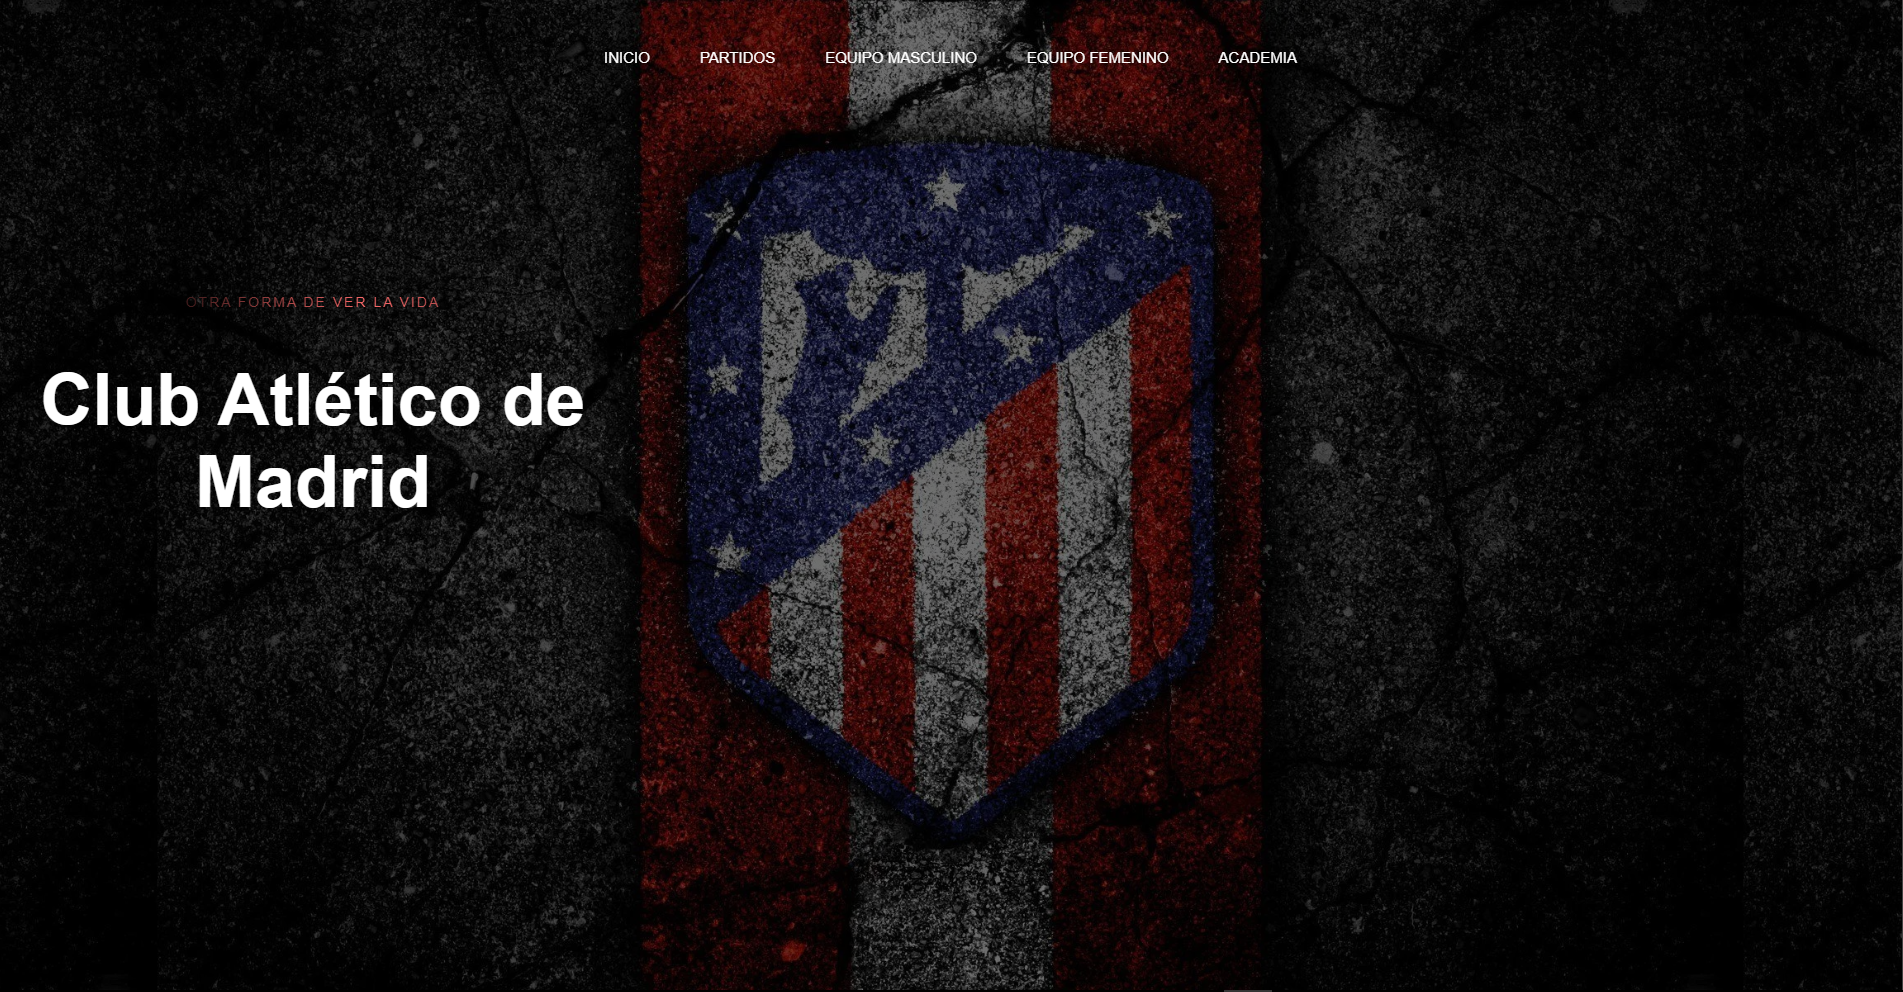 INICIO
PARTIDOS
EQUIPO MASCULINO
EQUIPO FEMENINO
ACADEMIA
OTRA FORMA DE VER LA VIDA
Club Atlético de
Madrid